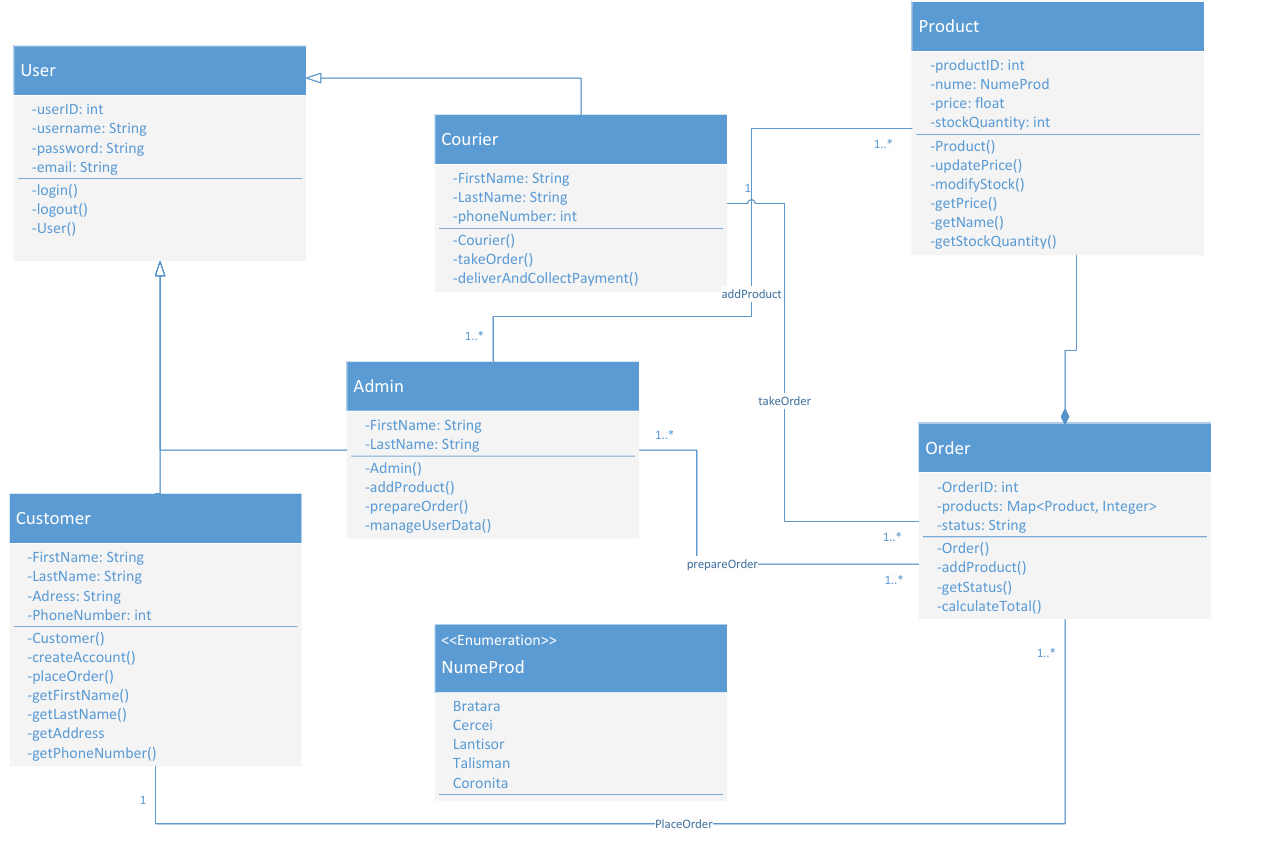 User
-userID: int
-username: String
-password: String
-email: String
-login()
-logout()
-User()
Courier
-FirstName: String
-LastName: String
-phoneNumber: int
-Courier()
-takeOrder()
-deliverAndCollectPayment()
Product
-productID: int
-nume: NumeProd
-price: float
-stockQuantity: int
-Product()
-updatePrice()
-modifyStock()
-getPrice()
-getName()
-getStockQuantity()
1..*
1
addProduct
1..*
Admin
-FirstName: String
-LastName: String
-Admin()
-addProduct()
-prepareOrder()
-manageUserData()
takeOrder
1..*
1..*
prepareOrder
1..*
Order
-OrderID: int
-products: Map<Product, Integer>
-status: String
-Order()
-addProduct()
-getStatus()
-calculateTotal()
Customer
-FirstName: String
-LastName: String
-Adress: String
-PhoneNumber: int
-Customer()
-createAccount()
-placeOrder()
-getFirstName()
-getLastName()
-getAddress
-getPhoneNumber()
<<Enumeration>>
NumeProd
Bratara
Cercei
Lantisor
Talisman
Coronita
1..*
1
PlaceOrder